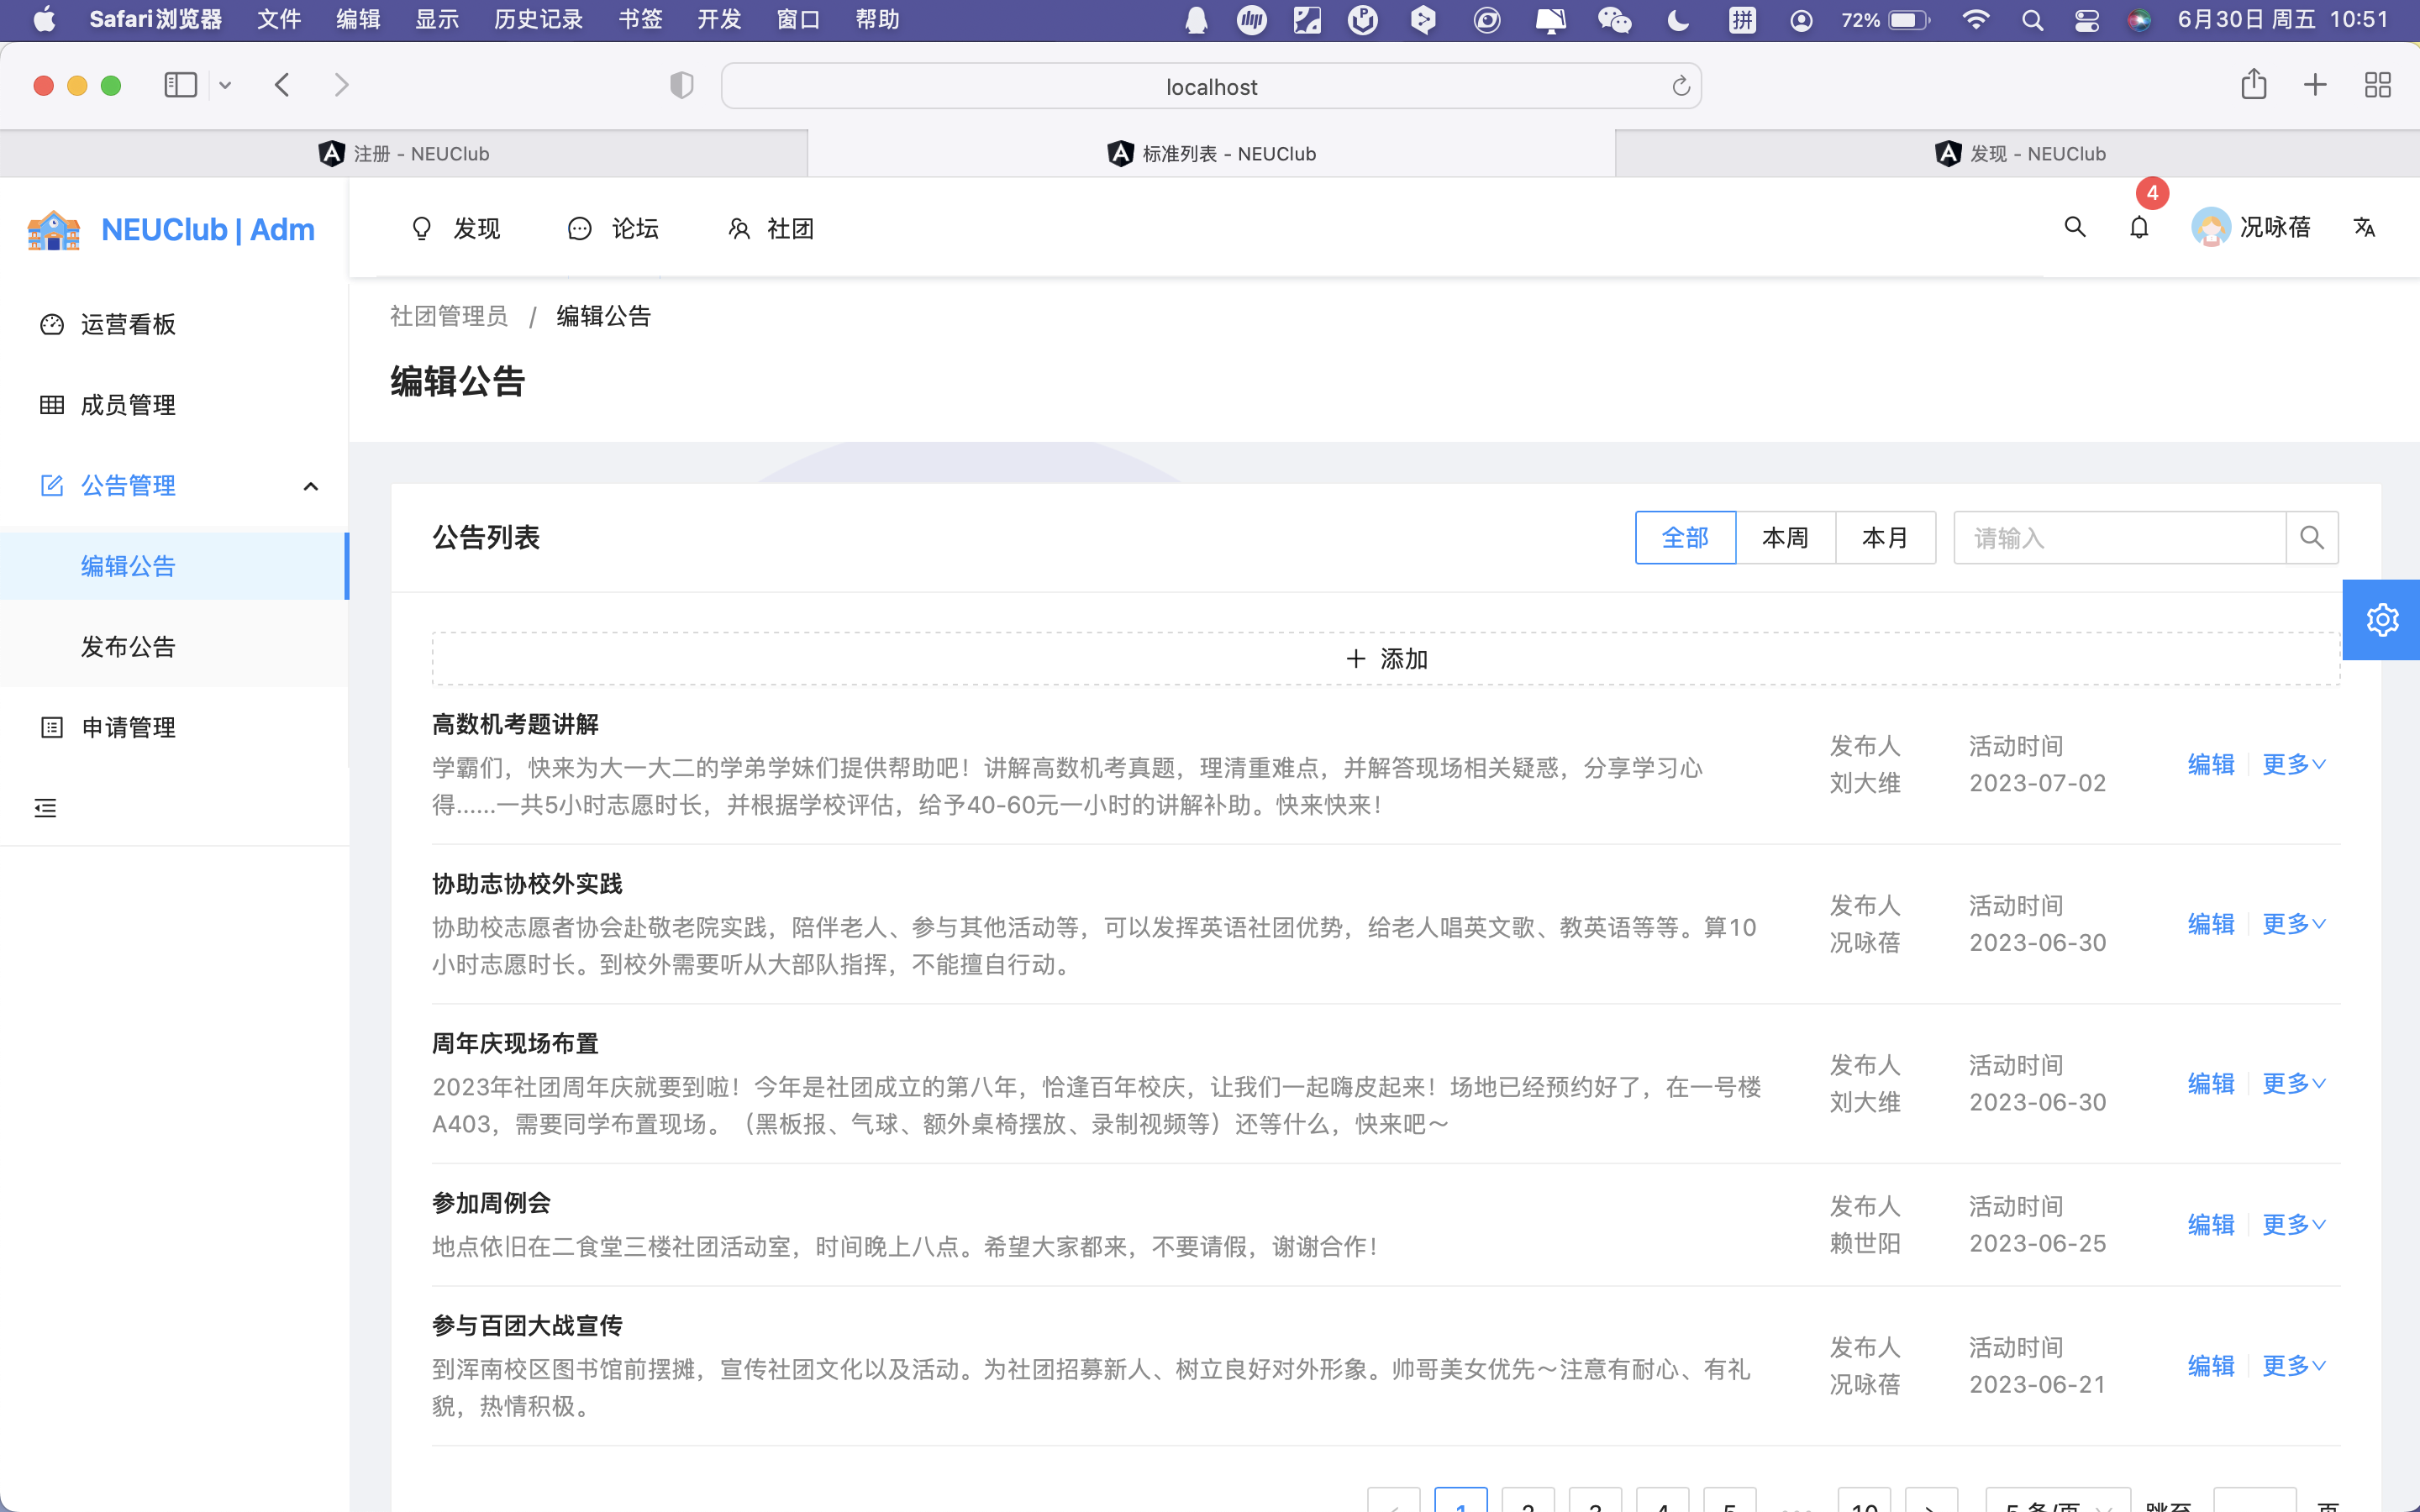 Safari浏览器 文件 编辑 显示 历史记录 书签 开发 窗口 帮助 拼 72% 6月30日 周五 10:51
localhost
注册 - NEUClub 标准列表 - NEUClub 发现 - NEUClub
NEUClub | Adm 发现 论坛 社团 4 况咏蓓
运营看板
成员管理
公告管理
编辑公告
发布公告
申请管理
社团管理员 / 编辑公告
编辑公告
公告列表 全部 本周 本月 请输入
+ 添加
高数机考题讲解
学霸们，快来为大一大二的学弟学妹们提供帮助吧！讲解高数机考真题，理清重难点，并解答现场相关疑惑，分享学习心
得......一共5小时志愿时长，并根据学校评估，给予40-60元一小时的讲解补助。快来快来！
发布人 活动时间
刘大维 2023-07-02
编辑 更多
协助志协校外实践
协助校志愿者协会赴敬老院实践，陪伴老人、参与其他活动等，可以发挥英语社团优势，给老人唱英文歌、教英语等等。算10
小时志愿时长。到校外需要听从大部队指挥，不能擅自行动。
发布人 活动时间
况咏蓓 2023-06-30
编辑 更多
周年庆现场布置
2023年社团周年庆就要到啦！今年是社团成立的第八年，恰逢百年校庆，让我们一起嗨皮起来！场地已经预约好了，在一号楼
A403，需要同学布置现场。（黑板报、气球、额外桌椅摆放、录制视频等）还等什么，快来吧～
发布人 活动时间
刘大维 2023-06-30
编辑 更多
参加周例会
地点依旧在二食堂三楼社团活动室，时间晚上八点。希望大家都来，不要请假，谢谢合作！
发布人 活动时间
赖世阳 2023-06-25
编辑 更多
参与百团大战宣传
到浑南校区图书馆前摆摊，宣传社团文化以及活动。为社团招募新人、树立良好对外形象。帅哥美女优先～注意有耐心、有礼
貌，热情积极。
发布人 活动时间
况咏蓓 2023-06-21
编辑 更多
1 2 3 4 5 ••• 10 5 条/页 跳至 页